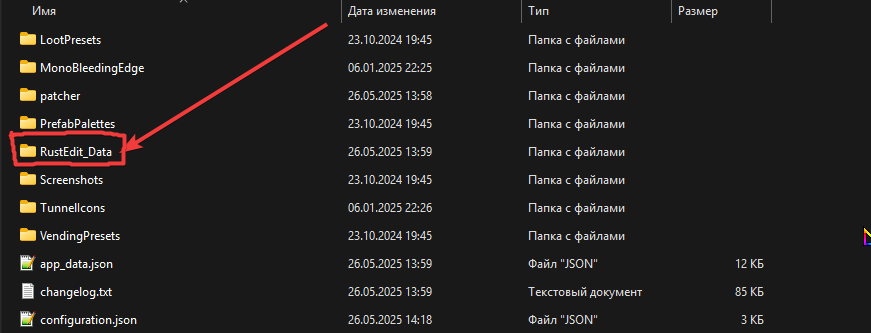 Имя Дата изменения Тип Размер
LootPresets 23.10.2024 19:45 Папка с файлами
MonoBleedingEdge 06.01.2025 22:25 Папка с файлами
patcher 26.05.2025 13:58 Папка с файлами
PrefabPalettes 23.10.2024 19:45 Папка с файлами
RustEdit_Data 26.05.2025 13:59 Папка с файлами
Screenshots 23.10.2024 19:45 Папка с файлами
TunnelIcons 06.01.2025 22:26 Папка с файлами
VendingPresets 23.10.2024 19:45 Папка с файлами
app_data.json 26.05.2025 13:59 Файл "JSON" 12 КБ
changelog.txt 26.05.2025 13:59 Текстовый документ 85 КБ
configuration.json 26.05.2025 14:18 Файл "JSON" 3 КБ